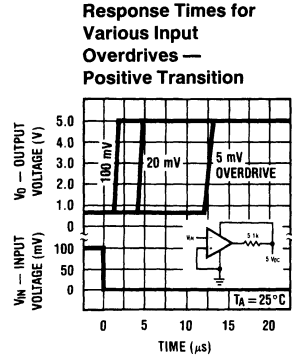 Response Times for
Various Input
Overdrives —
Positive Transition
V₀ — OUTPUT
VOLTAGE (V)
5.0
4.0
3.0
2.0
1.0
0
100 mV
20 mV
5 mV
OVERDRIVE
VIN — INPUT
VOLTAGE (mV)
100
50
0
VIN
+
5.1k
5 VDC
TA = 25°C
0 5 10 15 20
TIME (µs)